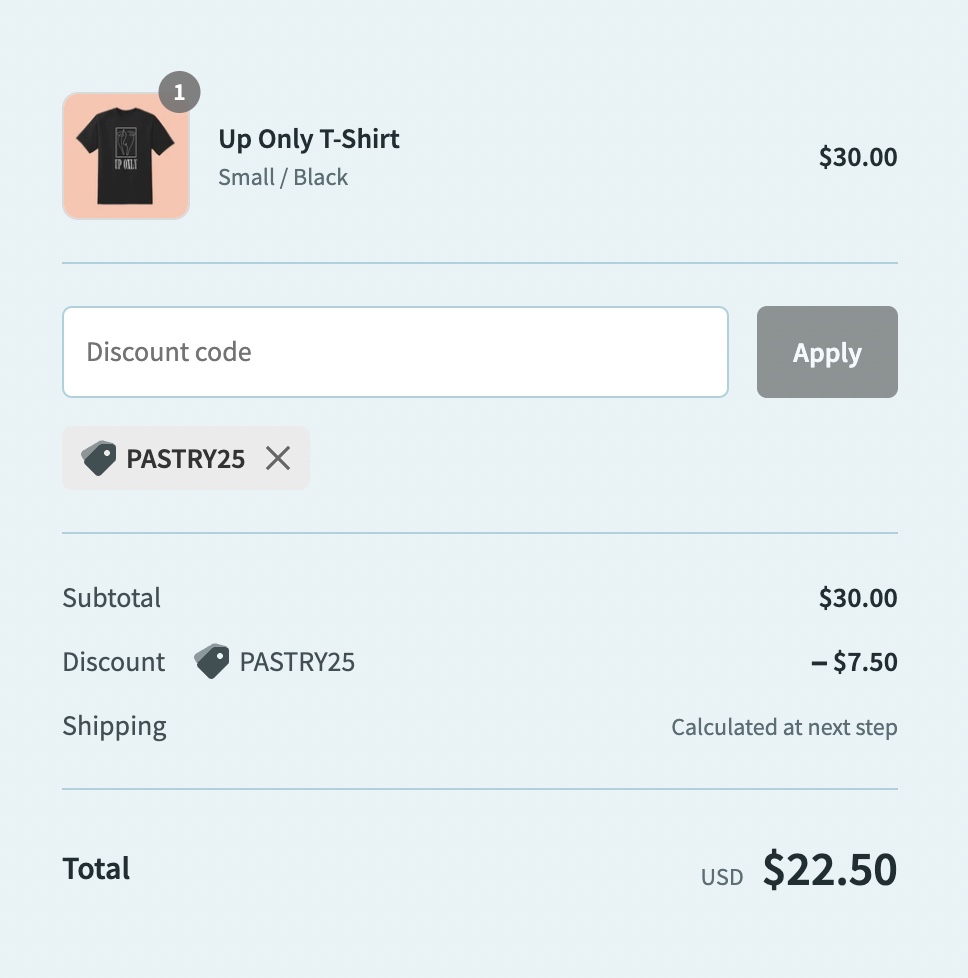 1
UP ONLY
Up Only T-Shirt
Small / Black
$30.00
Discount code
Apply
PASTRY25
Subtotal
$30.00
Discount PASTRY25
– $7.50
Shipping
Calculated at next step
Total
USD $22.50